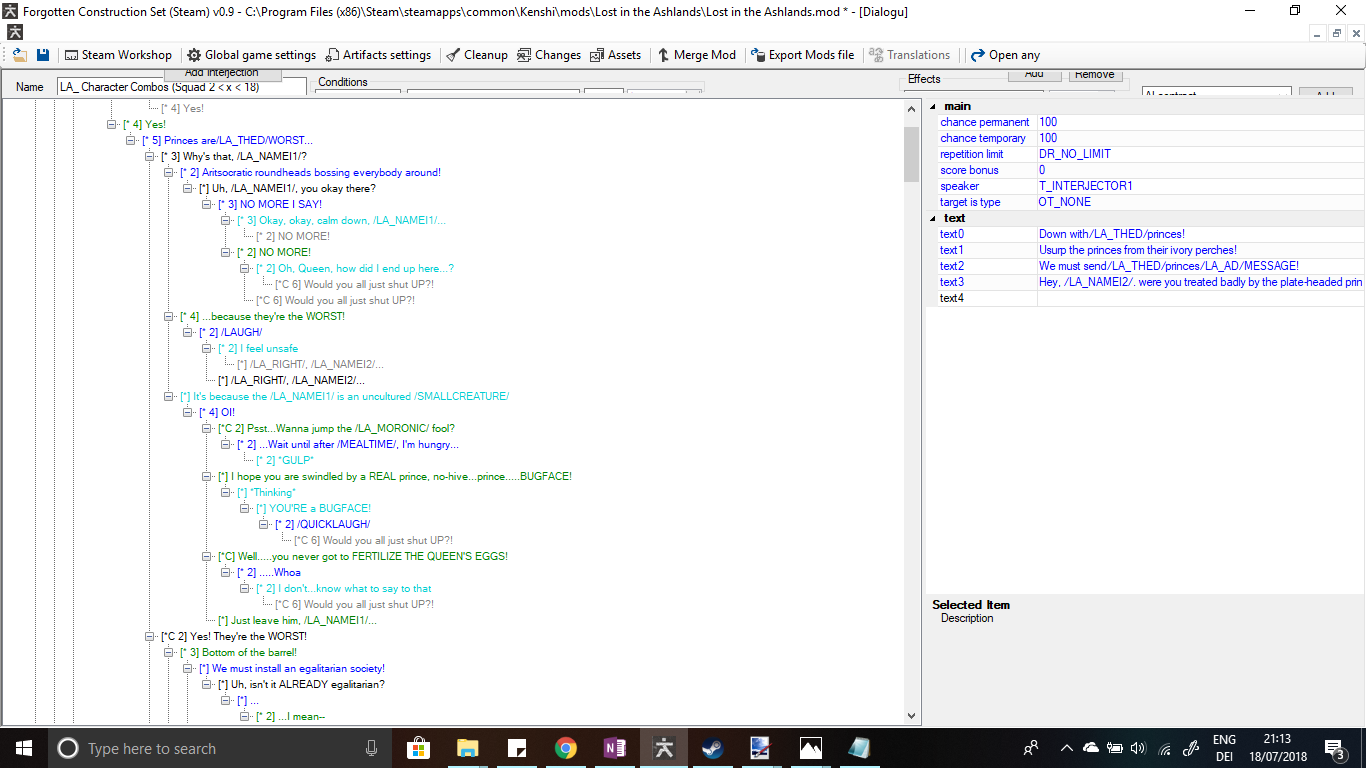 Forgotten Construction Set (Steam) v0.9 - C:\Program Files (x86)\Steam\steamapps\common\Kenshi\mods\Lost in the Ashlands\Lost in the Ashlands.mod * - [Dialogu]
Steam Workshop Global game settings Artifacts settings Cleanup Changes Assets Merge Mod Export Mods file Translations Open any
Name LA_ Character Combos (Squad 2 < x < 18) Add Interjection Conditions Effects Add Remove AI contract Add
[* 4] Yes!
[* 4] Yes!
[* 5] Princes are/LA_THED/WORST...
[* 3] Why's that, /LA_NAMEI1/?
[* 2] Aritsocratic roundheads bossing everybody around!
[*] Uh, /LA_NAMEI1/, you okay there?
[* 3] NO MORE I SAY!
[* 3] Okay, okay, calm down, /LA_NAMEI1/...
[* 2] NO MORE!
[* 2] NO MORE!
[* 2] Oh, Queen, how did I end up here...?
[*C 6] Would you all just shut UP?!
[*C 6] Would you all just shut UP?!
[* 4] ...because they're the WORST!
[* 2] /LAUGH/
[* 2] I feel unsafe
[*] /LA_RIGHT/, /LA_NAMEI2/...
[*] /LA_RIGHT/, /LA_NAMEI2/...
[*] It's because the /LA_NAMEI1/ is an uncultured /SMALLCREATURE/
[* 4] OI!
[*C 2] Psst...Wanna jump the /LA_MORONIC/ fool?
[* 2] ...Wait until after /MEALTIME/, I'm hungry...
[* 2] *GULP*
[*] I hope you are swindled by a REAL prince, no-hive...prince.....BUGFACE!
[*] *Thinking*
[*] YOU'RE a BUGFACE!
[* 2] /QUICKLAUGH/
[*C 6] Would you all just shut UP?!
[*C] Well.....you never got to FERTILIZE THE QUEEN'S EGGS!
[* 2] .....Whoa
[* 2] I don't...know what to say to that
[*C 6] Would you all just shut UP?!
[*] Just leave him, /LA_NAMEI1/...
[*C 2] Yes! They're the WORST!
[* 3] Bottom of the barrel!
[*] We must install an egalitarian society!
[*] Uh, isn't it ALREADY egalitarian?
[*] ...
[* 2] ...I mean--
main
chance permanent 100
chance temporary 100
repetition limit DR_NO_LIMIT
score bonus 0
speaker T_INTERJECTOR1
target is type OT_NONE
text
text0 Down with/LA_THED/princes!
text1 Usurp the princes from their ivory perches!
text2 We must send/LA_THED/princes/LA_AD/MESSAGE!
text3 Hey, /LA_NAMEI2/. were you treated badly by the plate-headed prin
text4
Selected Item
Description
Type here to search
ENG 21:13
DEI 18/07/2018 3